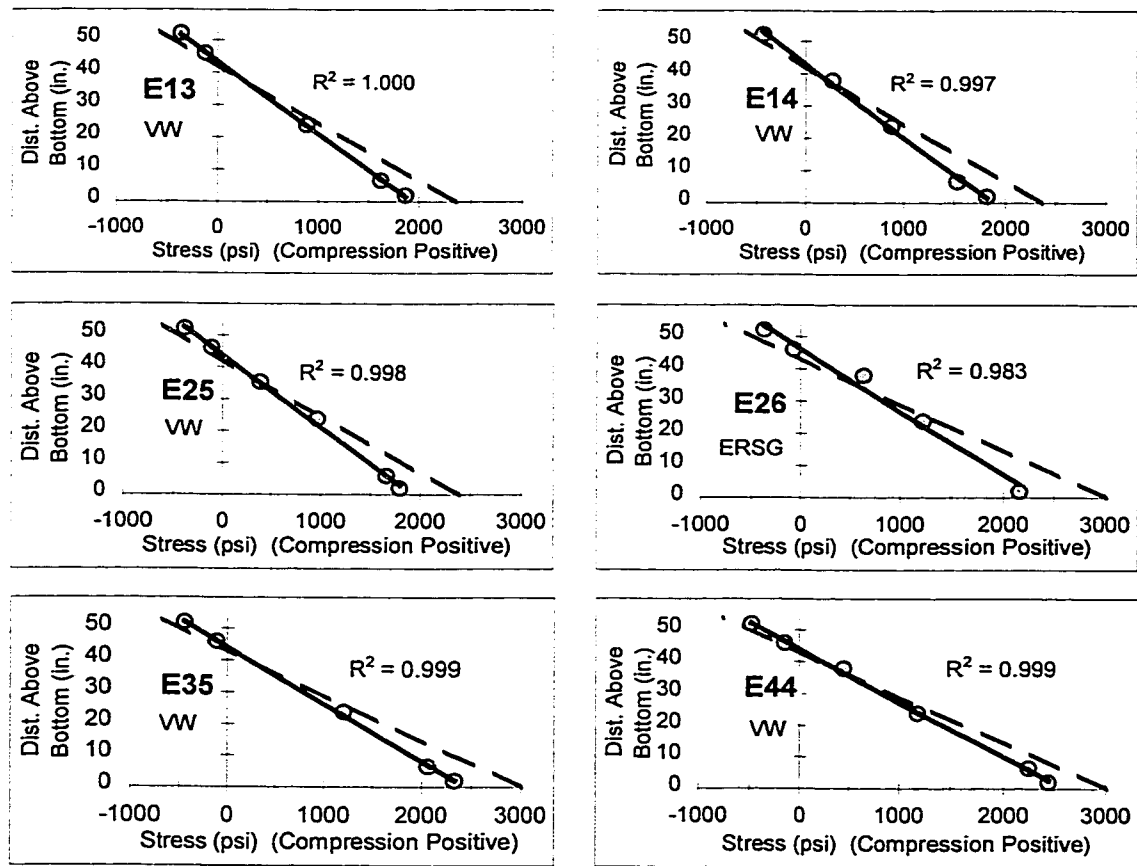 Dist. Above
Bottom (in.)
50
40
30
20
10
0
E13
VW
R² = 1.000
-1000 0 1000 2000 3000
Stress (psi) (Compression Positive)
Dist. Above
Bottom (in.)
50
40
30
20
10
0
E14
VW
R² = 0.997
-1000 0 1000 2000 3000
Stress (psi) (Compression Positive)
Dist. Above
Bottom (in.)
50
40
30
20
10
0
E25
VW
R² = 0.998
-1000 0 1000 2000 3000
Stress (psi) (Compression Positive)
Dist. Above
Bottom (in.)
50
40
30
20
10
0
E26
ERSG
R² = 0.983
-1000 0 1000 2000 3000
Stress (psi) (Compression Positive)
Dist. Above
Bottom (in.)
50
40
30
20
10
0
E35
VW
R² = 0.999
-1000 0 1000 2000 3000
Stress (psi) (Compression Positive)
Dist. Above
Bottom (in.)
50
40
30
20
10
0
E44
VW
R² = 0.999
-1000 0 1000 2000 3000
Stress (psi) (Compression Positive)